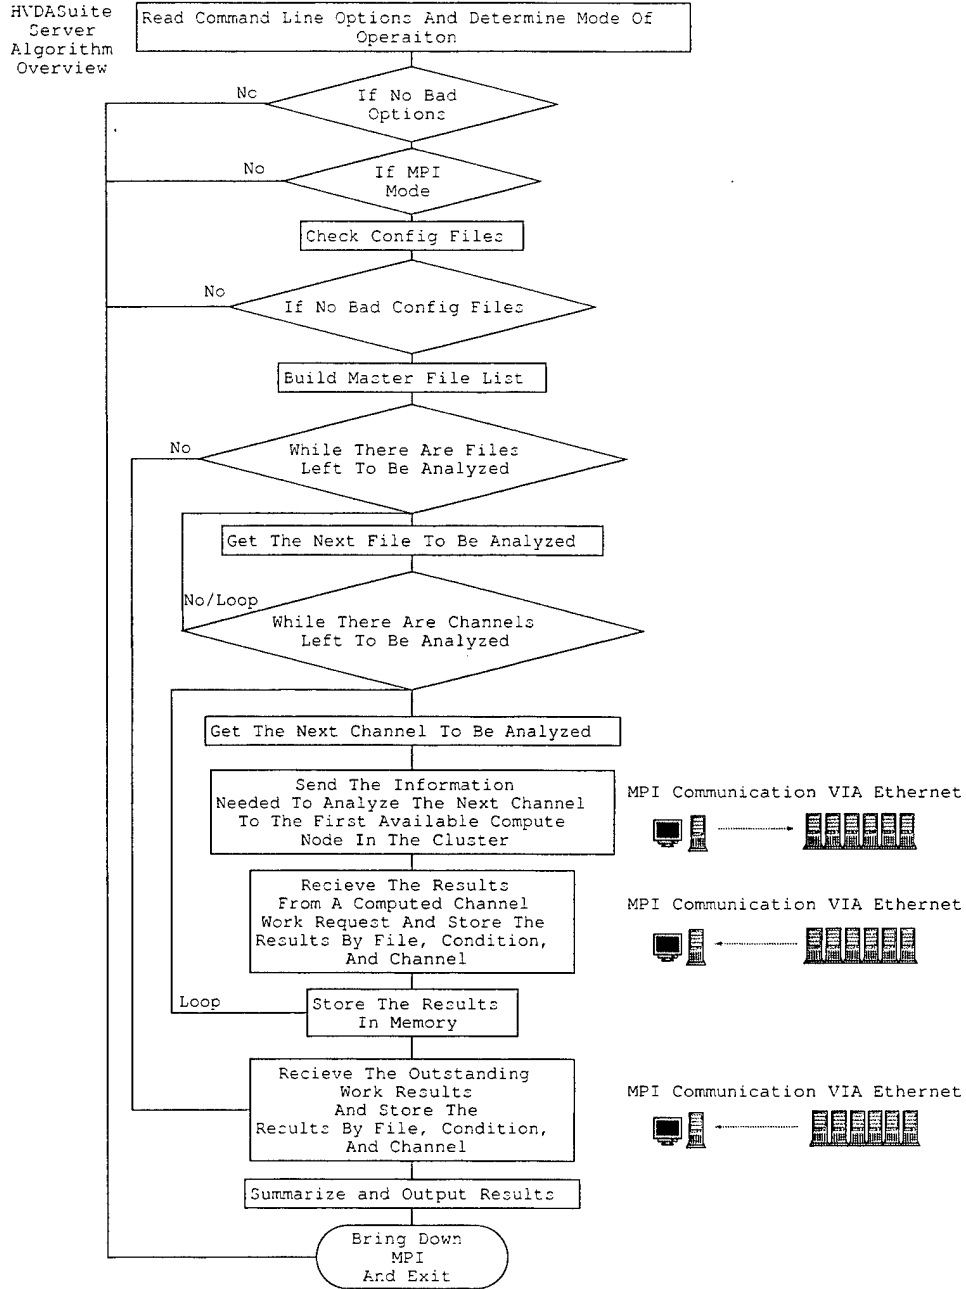 HVDASuite
Server
Algorithm
Overview
Read Command Line Options And Determine Mode Of
Operaiton
No
If No Bad
Options
No
If MPI
Mode
Check Config Files
No
If No Bad Config Files
Build Master File List
No
While There Are Files
Left To Be Analyzed
Get The Next File To Be Analyzed
No/Loop
While There Are Channels
Left To Be Analyzed
Get The Next Channel To Be Analyzed
Send The Information
Needed To Analyze The Next Channel
To The First Available Compute
Node In The Cluster
MPI Communication VIA Ethernet
Recieve The Results
From A Computed Channel
Work Request And Store The
Results By File, Condition,
And Channel
MPI Communication VIA Ethernet
Loop
Store The Results
In Memory
Recieve The Outstanding
Work Results
And Store The
Results By File, Condition,
And Channel
MPI Communication VIA Ethernet
Summarize and Output Results
Bring Down
MPI
And Exit